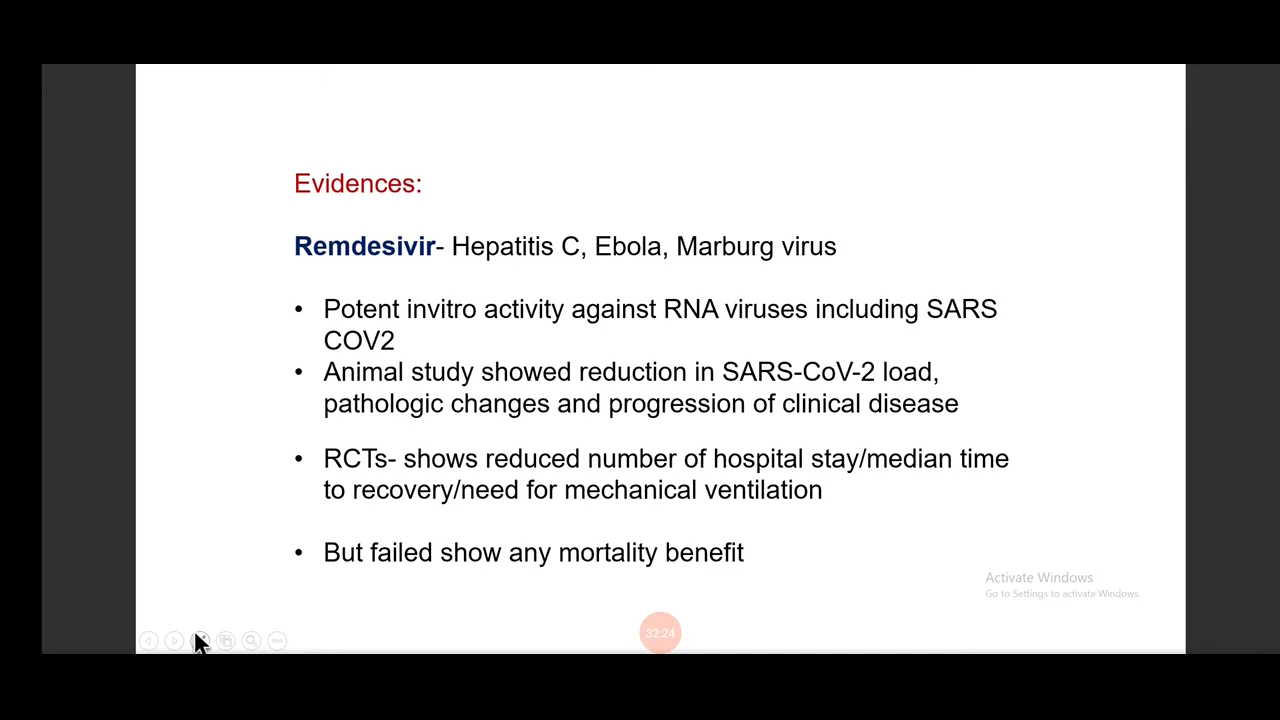 Evidences:
Remdesivir- Hepatitis C, Ebola, Marburg virus
• Potent invitro activity against RNA viruses including SARS
COV2
• Animal study showed reduction in SARS-CoV-2 load,
pathologic changes and progression of clinical disease
• RCTs- shows reduced number of hospital stay/median time
to recovery/need for mechanical ventilation
• But failed show any mortality benefit
Activate Windows
Go to Settings to activate Windows.
32:24